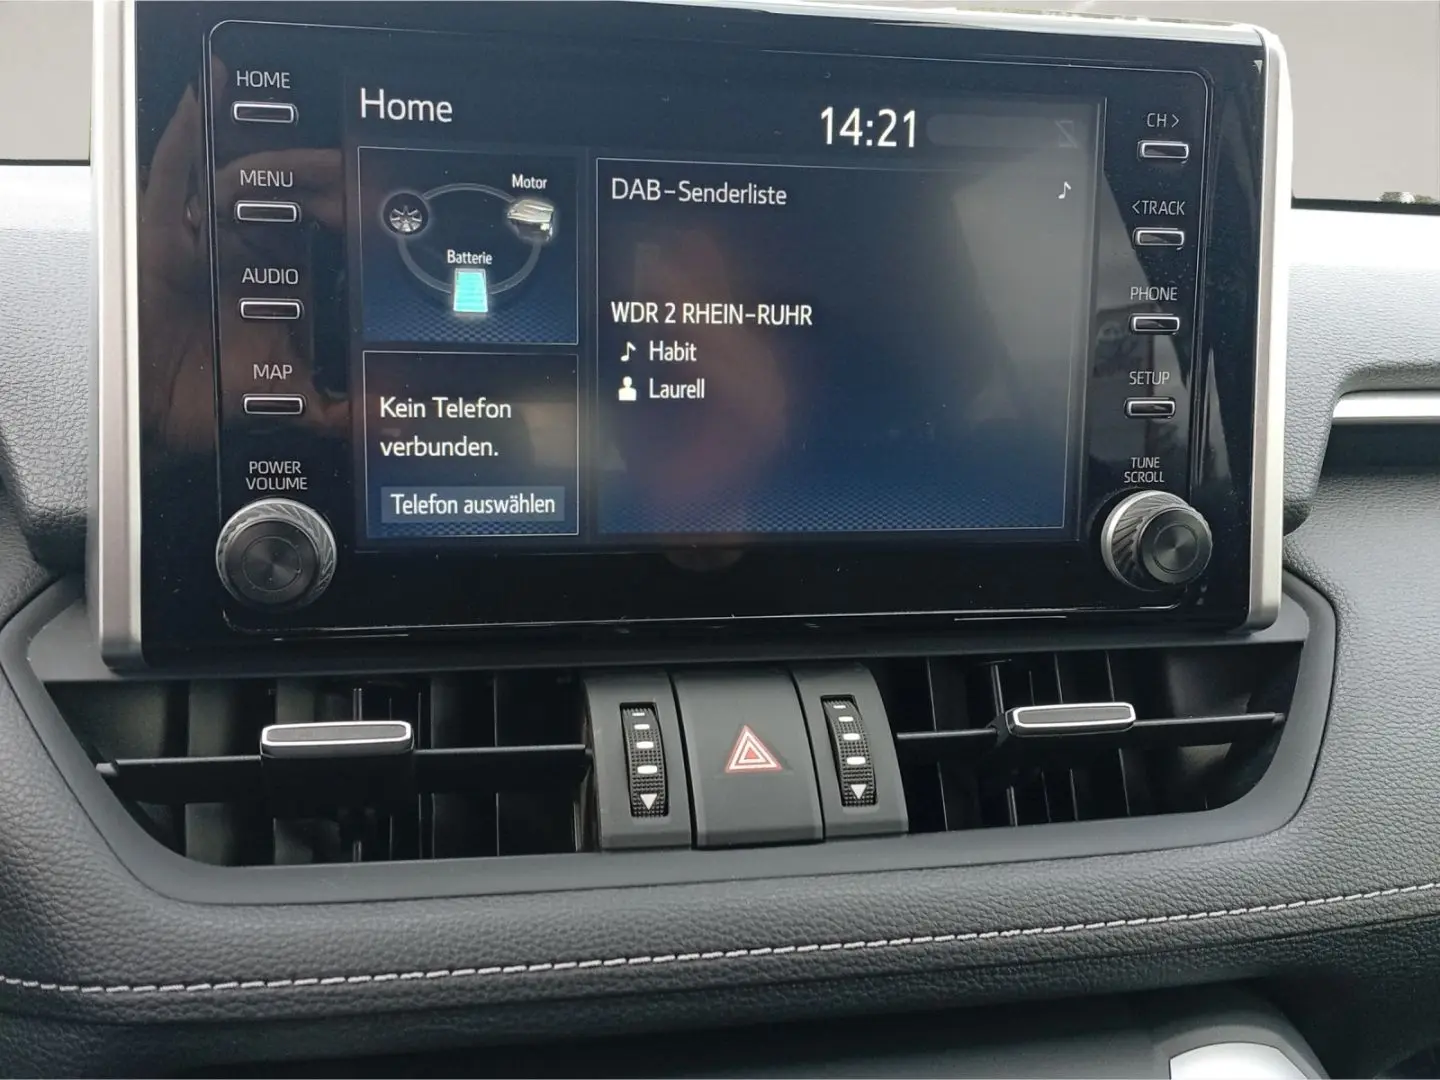 HOME
MENU
AUDIO
MAP
POWER
VOLUME
Home
14:21
Motor
Batterie
Kein Telefon
verbunden.
Telefon auswählen
DAB-Senderliste
WDR 2 RHEIN-RUHR
Habit
Laurell
CH >
<TRACK
PHONE
SETUP
TUNE
SCROLL